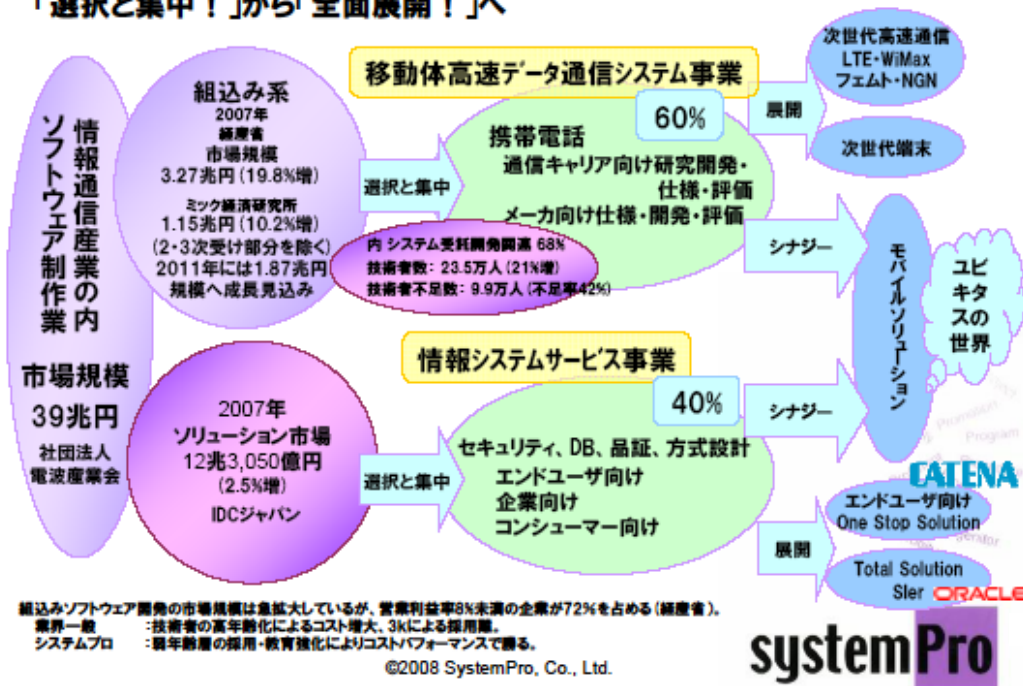 「選択と集中！」から「全面展開！」へ
情報通信産業の内
ソフトウェア制作業
市場規模
39兆円
社団法人
電波産業会
組込み系
2007年
経産省
市場規模
3.27兆円（19.8%増）
ミック経済研究所
1.15兆円（10.2%増）
（2・3次受け部分を除く）
2011年には1.87兆円
規模へ成長見込み
内 システム受託開発関連 68%
技術者数： 23.5万人（21%増）
技術者不足数： 9.9万人（不足率42%）
選択と集中
移動体高速データ通信システム事業
60%
携帯電話
通信キャリア向け研究開発・
仕様・評価
メーカ向け仕様・開発・評価
展開
次世代高速通信
LTE・WiMax
フェムト・NGN
次世代端末
シナジー
モバイルソリューション
ユビ
キタ
スの
世界
2007年
ソリューション市場
12兆3,050億円
（2.5%増）
IDCジャパン
選択と集中
情報システムサービス事業
40%
セキュリティ、DB、品証、方式設計
エンドユーザ向け
企業向け
コンシューマー向け
シナジー
Promotion
Program
展開
CATENA
エンドユーザ向け
One Stop Solution
Total Solution
SIer ORACLE
組込みソフトウェア開発の市場規模は急拡大しているが、営業利益率8%未満の企業が72%を占める（経産省）。
業界一般 ：技術者の高年齢化によるコスト増大、3kによる採用難。
システムプロ ：弱年齢層の採用・教育強化によりコストパフォーマンスで勝る。
©2008 SystemPro, Co., Ltd.
systemPro